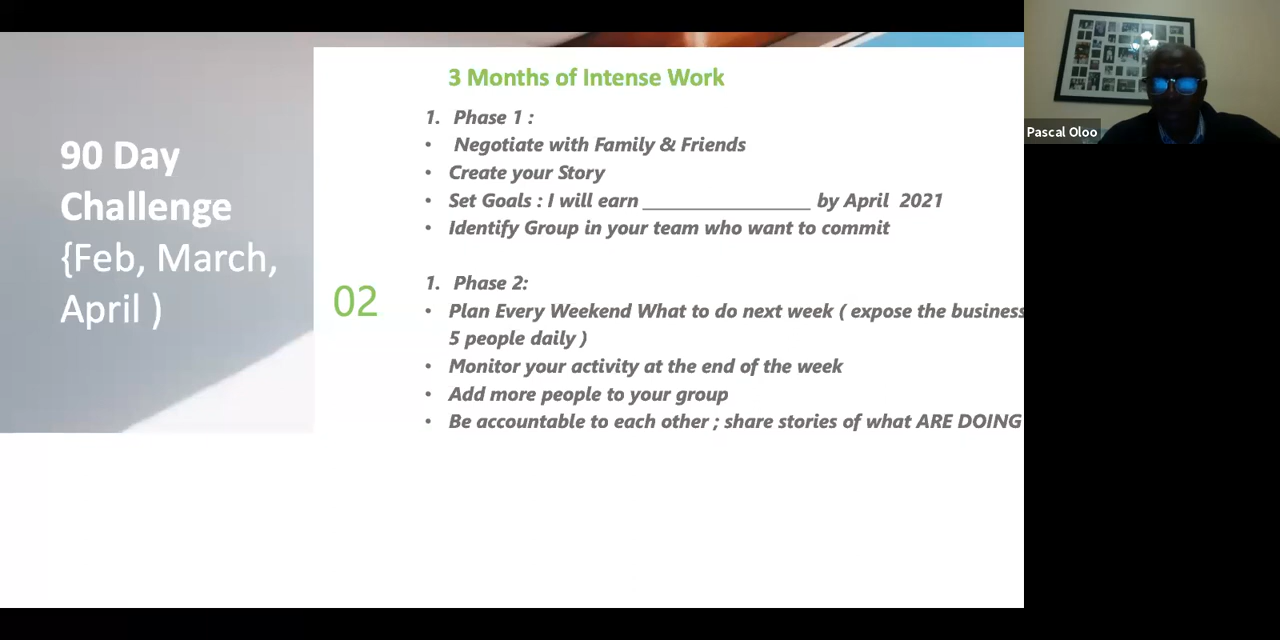 90 Day
Challenge
{Feb, March,
April )
02
3 Months of Intense Work
1. Phase 1 :
• Negotiate with Family & Friends
• Create your Story
• Set Goals : I will earn _________________ by April 2021
• Identify Group in your team who want to commit
1. Phase 2:
• Plan Every Weekend What to do next week ( expose the business
5 people daily )
• Monitor your activity at the end of the week
• Add more people to your group
• Be accountable to each other ; share stories of what ARE DOING
Pascal Oloo